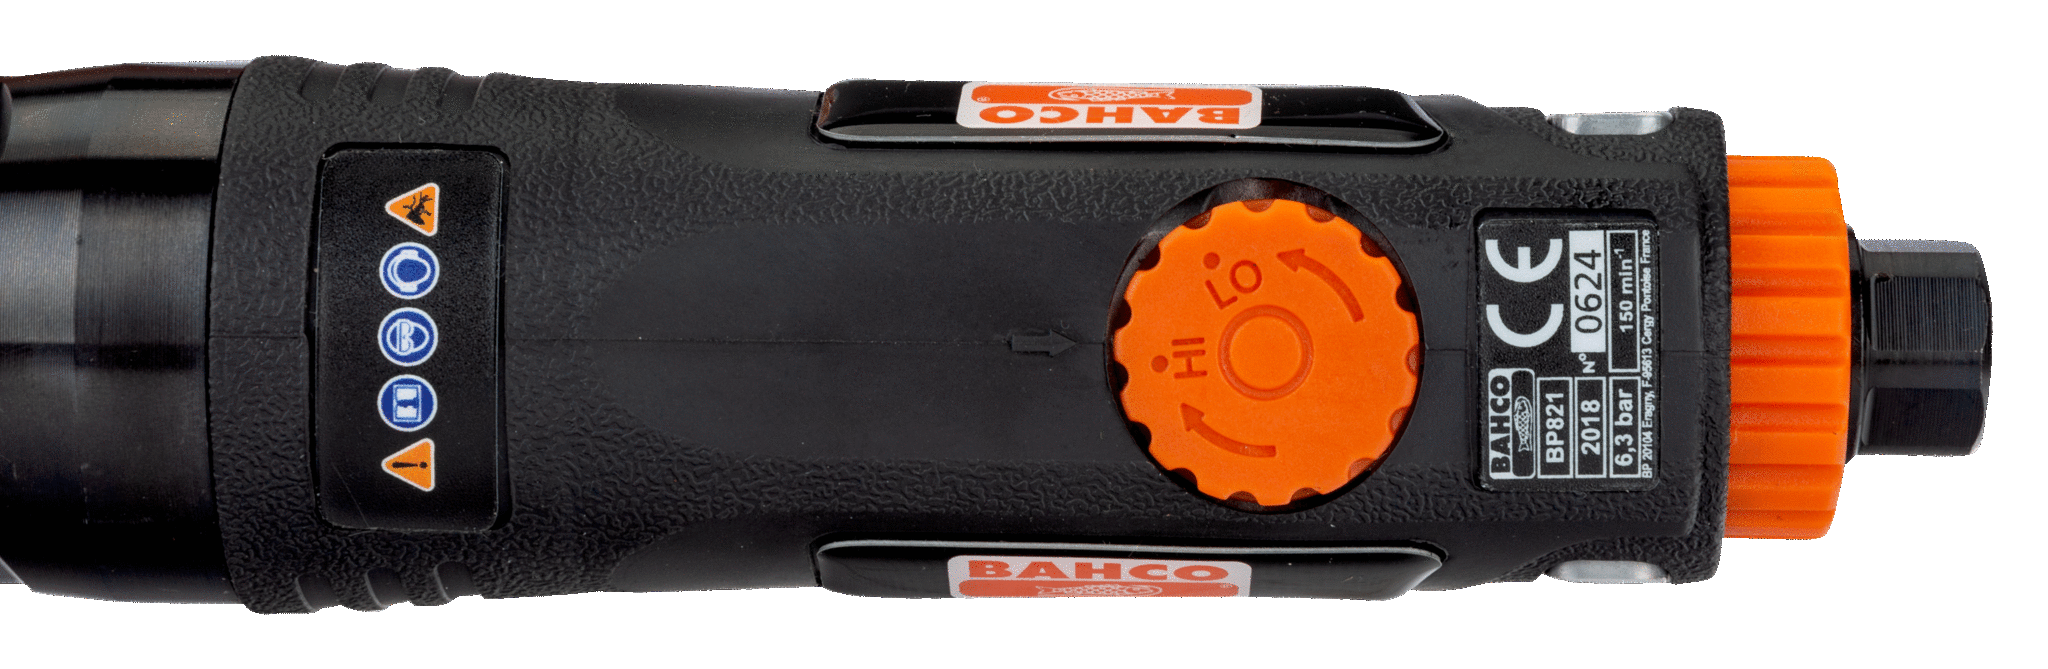 BAHCO
®
LO
HI
BAHCO
CE
BP821
2018
N° 0624
6,3 bar
150 min-1
BP 20104 Eragny, F-95613 Cergy Pontoise France
BAHCO
®